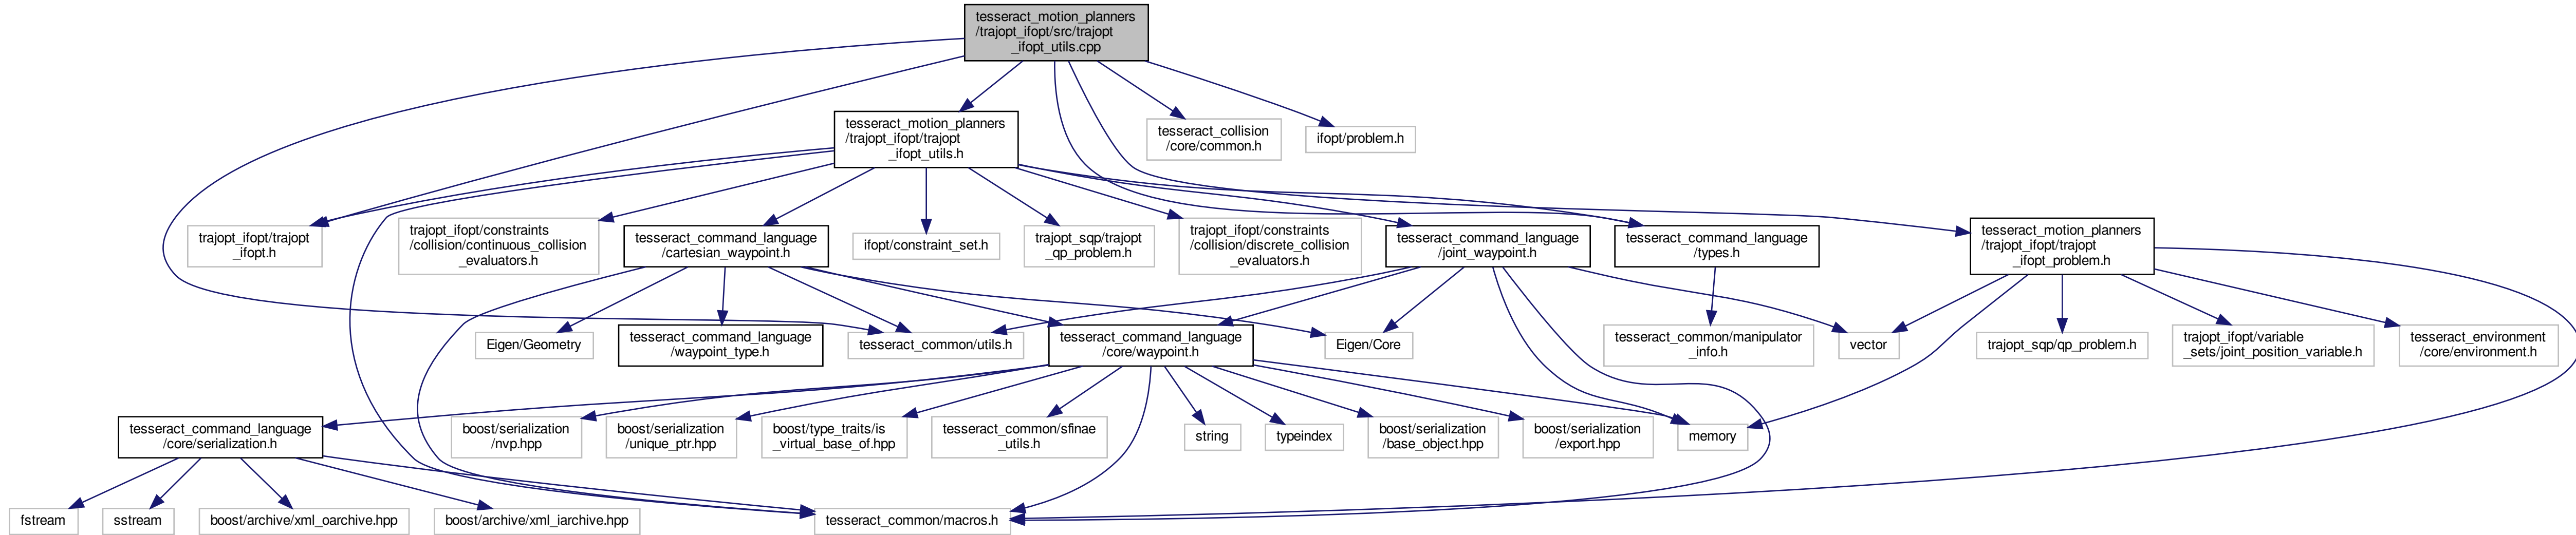 tesseract_motion_planners
/trajopt_ifopt/src/trajopt
_ifopt_utils.cpp
tesseract_motion_planners
/trajopt_ifopt/trajopt
_ifopt_utils.h
tesseract_collision
/core/common.h
ifopt/problem.h
trajopt_ifopt/trajopt
_ifopt.h
trajopt_ifopt/constraints
/collision/continuous_collision
_evaluators.h
tesseract_command_language
/cartesian_waypoint.h
ifopt/constraint_set.h
trajopt_sqp/trajopt
_qp_problem.h
trajopt_ifopt/constraints
/collision/discrete_collision
_evaluators.h
tesseract_command_language
/joint_waypoint.h
tesseract_command_language
/types.h
tesseract_motion_planners
/trajopt_ifopt/trajopt
_ifopt_problem.h
Eigen/Geometry
tesseract_command_language
/waypoint_type.h
tesseract_common/utils.h
tesseract_command_language
/core/waypoint.h
Eigen/Core
tesseract_common/manipulator
_info.h
vector
trajopt_sqp/qp_problem.h
trajopt_ifopt/variable
_sets/joint_position_variable.h
tesseract_environment
/core/environment.h
tesseract_command_language
/core/serialization.h
boost/serialization
/nvp.hpp
boost/serialization
/unique_ptr.hpp
boost/type_traits/is
_virtual_base_of.hpp
tesseract_common/sfinae
_utils.h
string
typeindex
boost/serialization
/base_object.hpp
boost/serialization
/export.hpp
memory
fstream
sstream
boost/archive/xml_oarchive.hpp
boost/archive/xml_iarchive.hpp
tesseract_common/macros.h